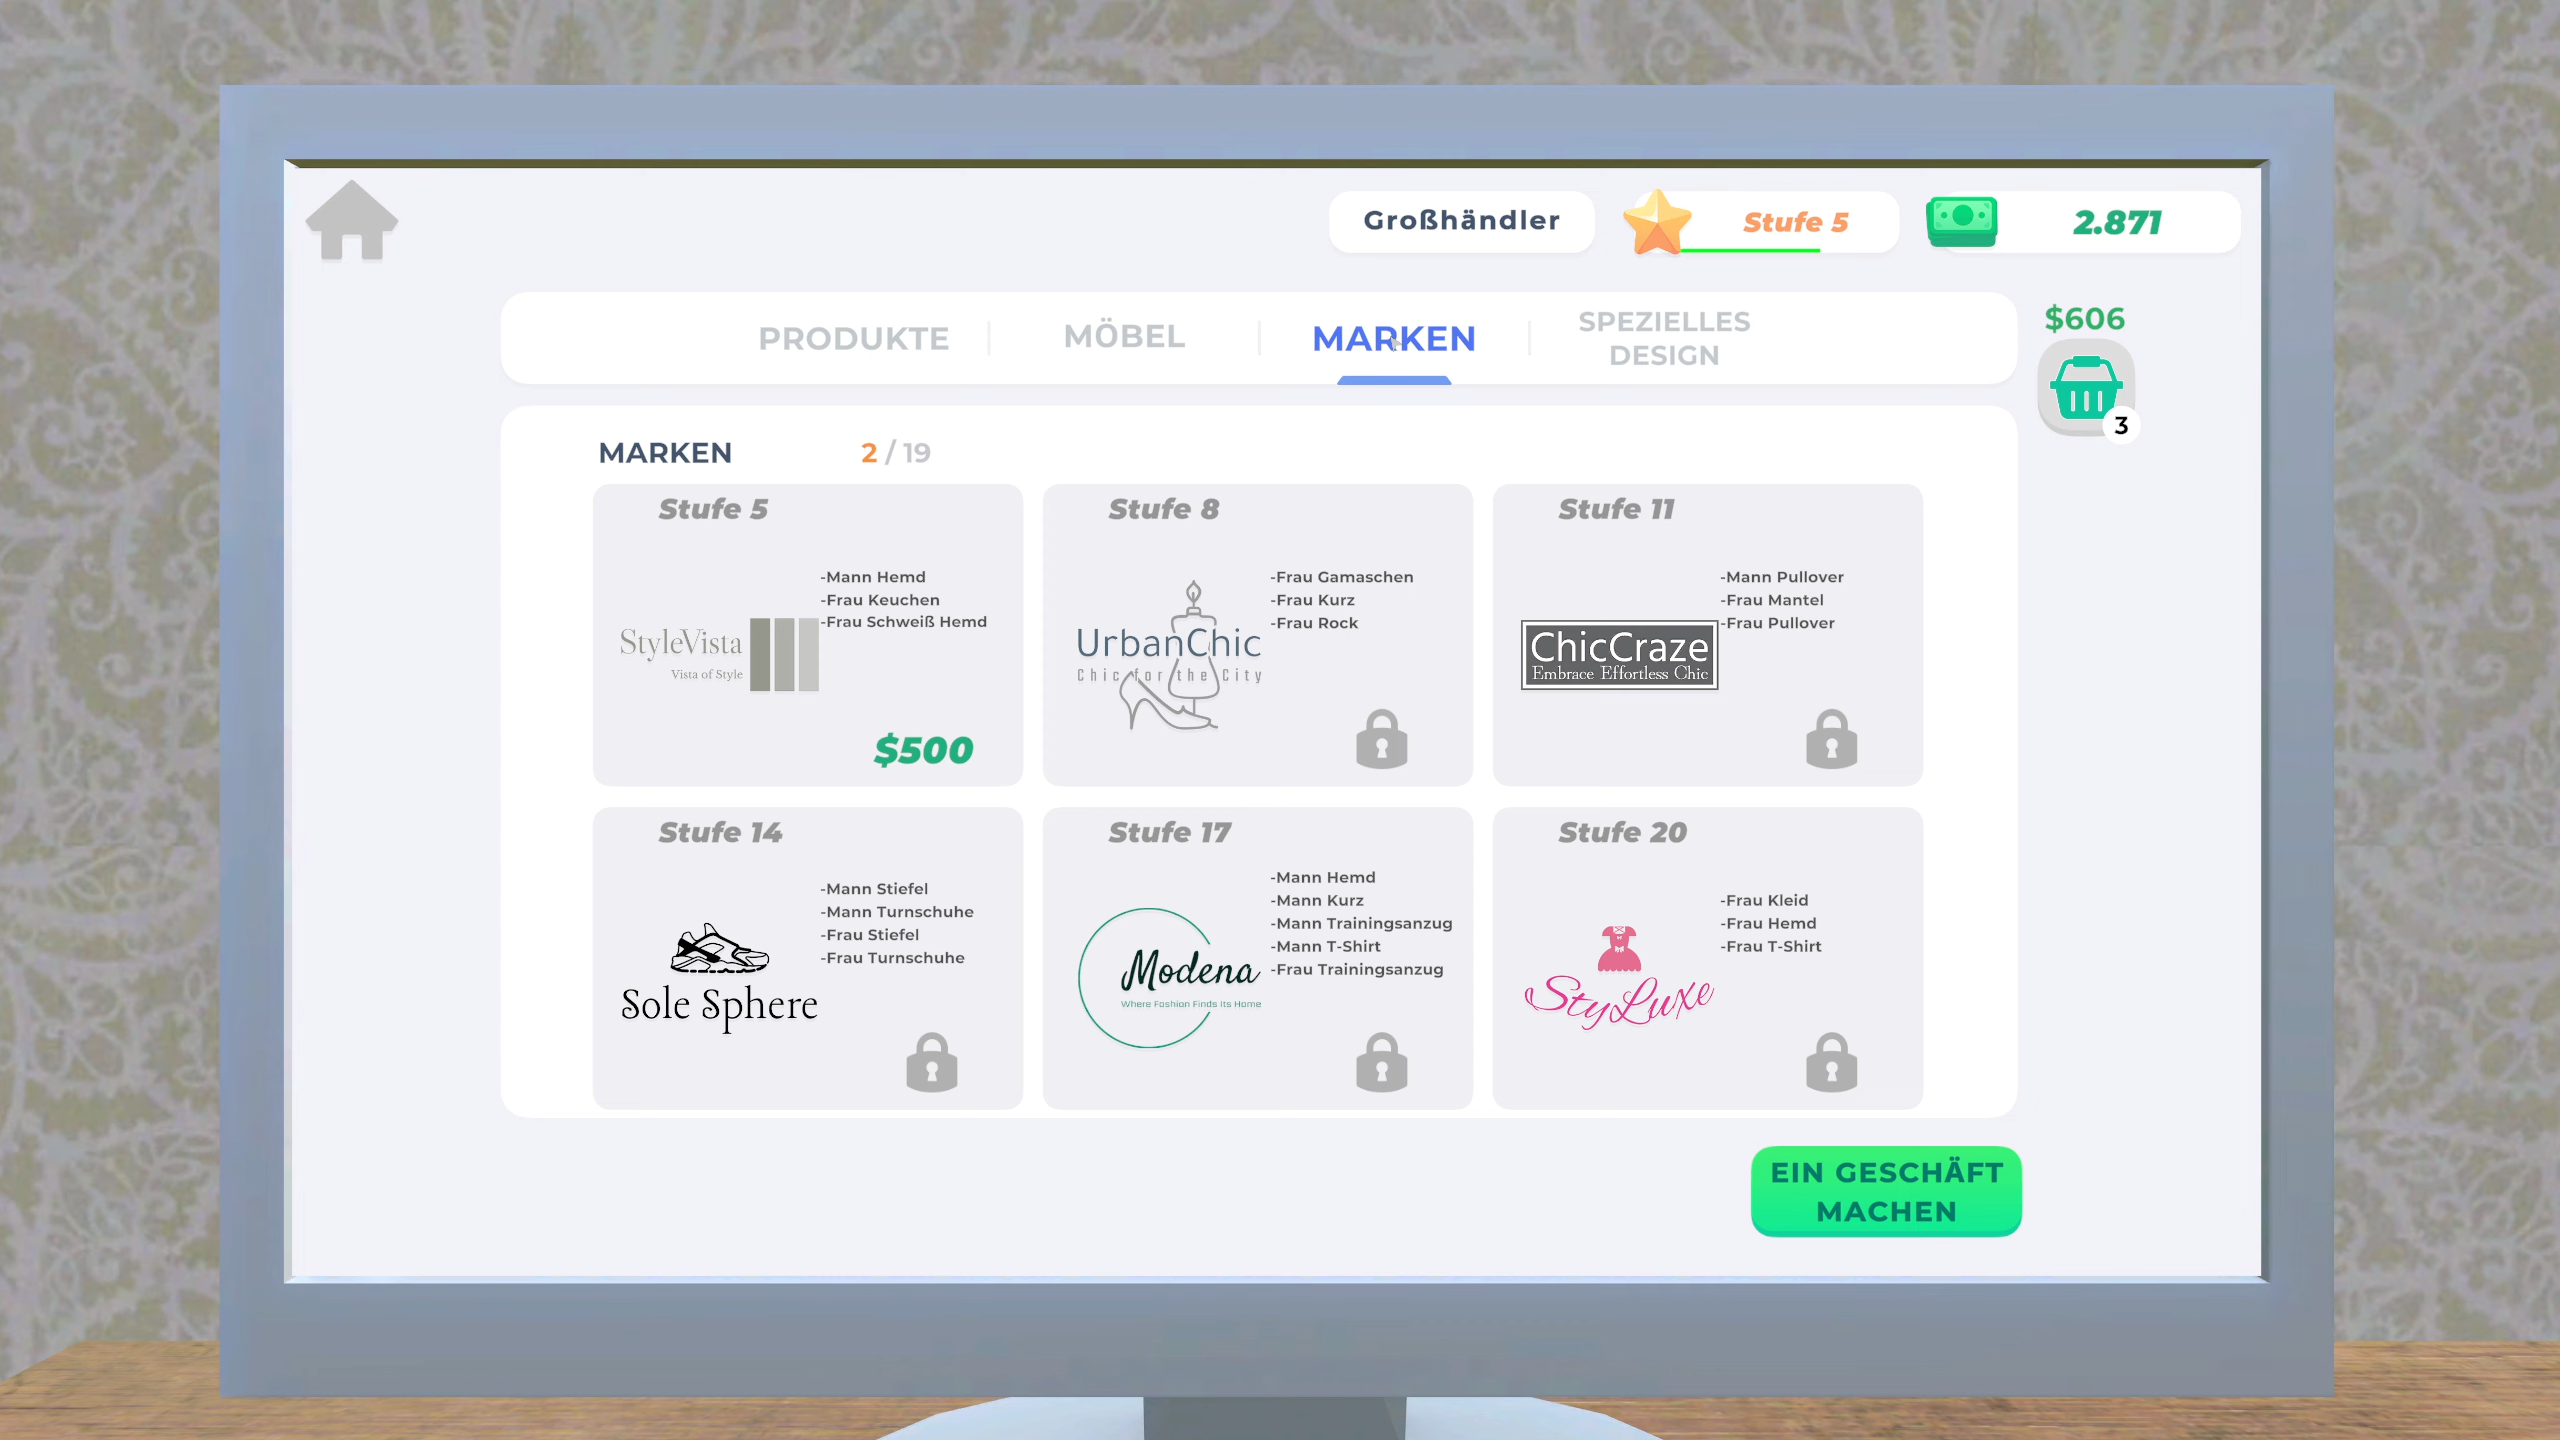 Großhändler
Stufe 5
2.871
PRODUKTE
MÖBEL
MARKEN
SPEZIELLES
DESIGN
$606
3
MARKEN 2 / 19
Stufe 5
-Mann Hemd
-Frau Keuchen
-Frau Schweiß Hemd
StyleVista
Vista of Style
$500
Stufe 8
-Frau Gamaschen
-Frau Kurz
-Frau Rock
UrbanChic
Chic for the City
Stufe 11
-Mann Pullover
-Frau Mantel
-Frau Pullover
ChicCraze
Embrace Effortless Chic
Stufe 14
-Mann Stiefel
-Mann Turnschuhe
-Frau Stiefel
-Frau Turnschuhe
Sole Sphere
Stufe 17
-Mann Hemd
-Mann Kurz
-Mann Trainingsanzug
-Mann T-Shirt
-Frau Trainingsanzug
Modena
Where Fashion Finds Its Home
Stufe 20
-Frau Kleid
-Frau Hemd
-Frau T-Shirt
StyLuxe
EIN GESCHÄFT
MACHEN